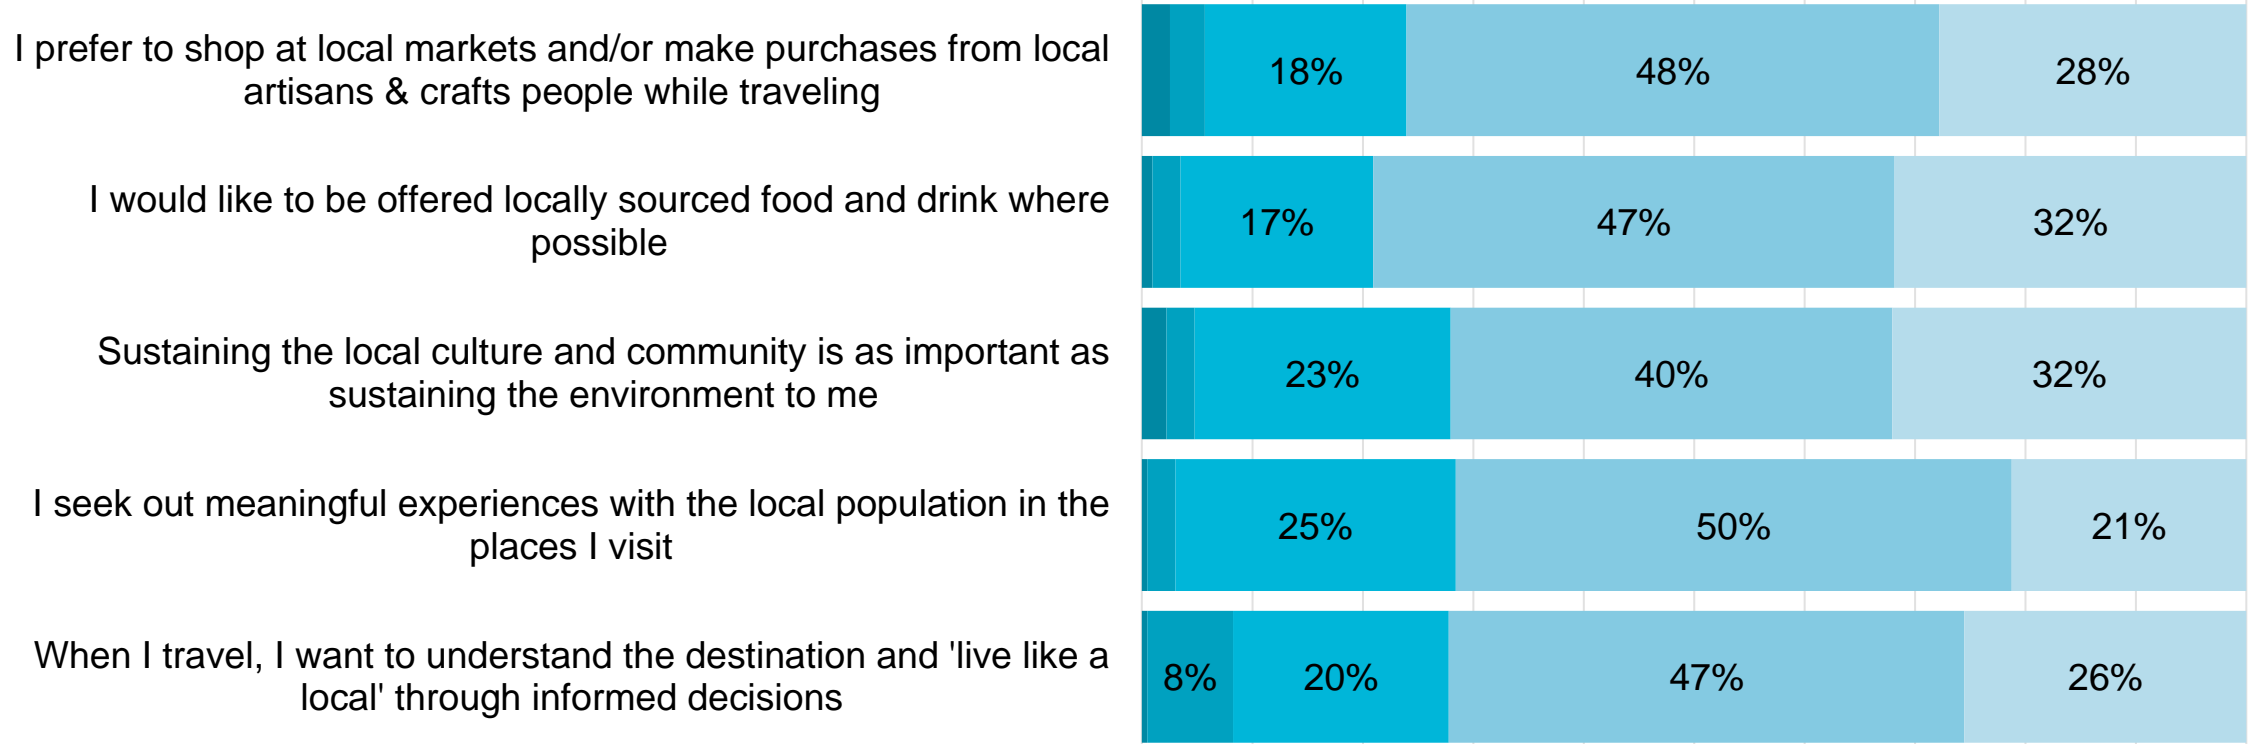 I prefer to shop at local markets and/or make purchases from local
artisans & crafts people while traveling
18% 48% 28%
I would like to be offered locally sourced food and drink where
possible
17% 47% 32%
Sustaining the local culture and community is as important as
sustaining the environment to me
23% 40% 32%
I seek out meaningful experiences with the local population in the
places I visit
25% 50% 21%
When I travel, I want to understand the destination and 'live like a
local' through informed decisions
8% 20% 47% 26%